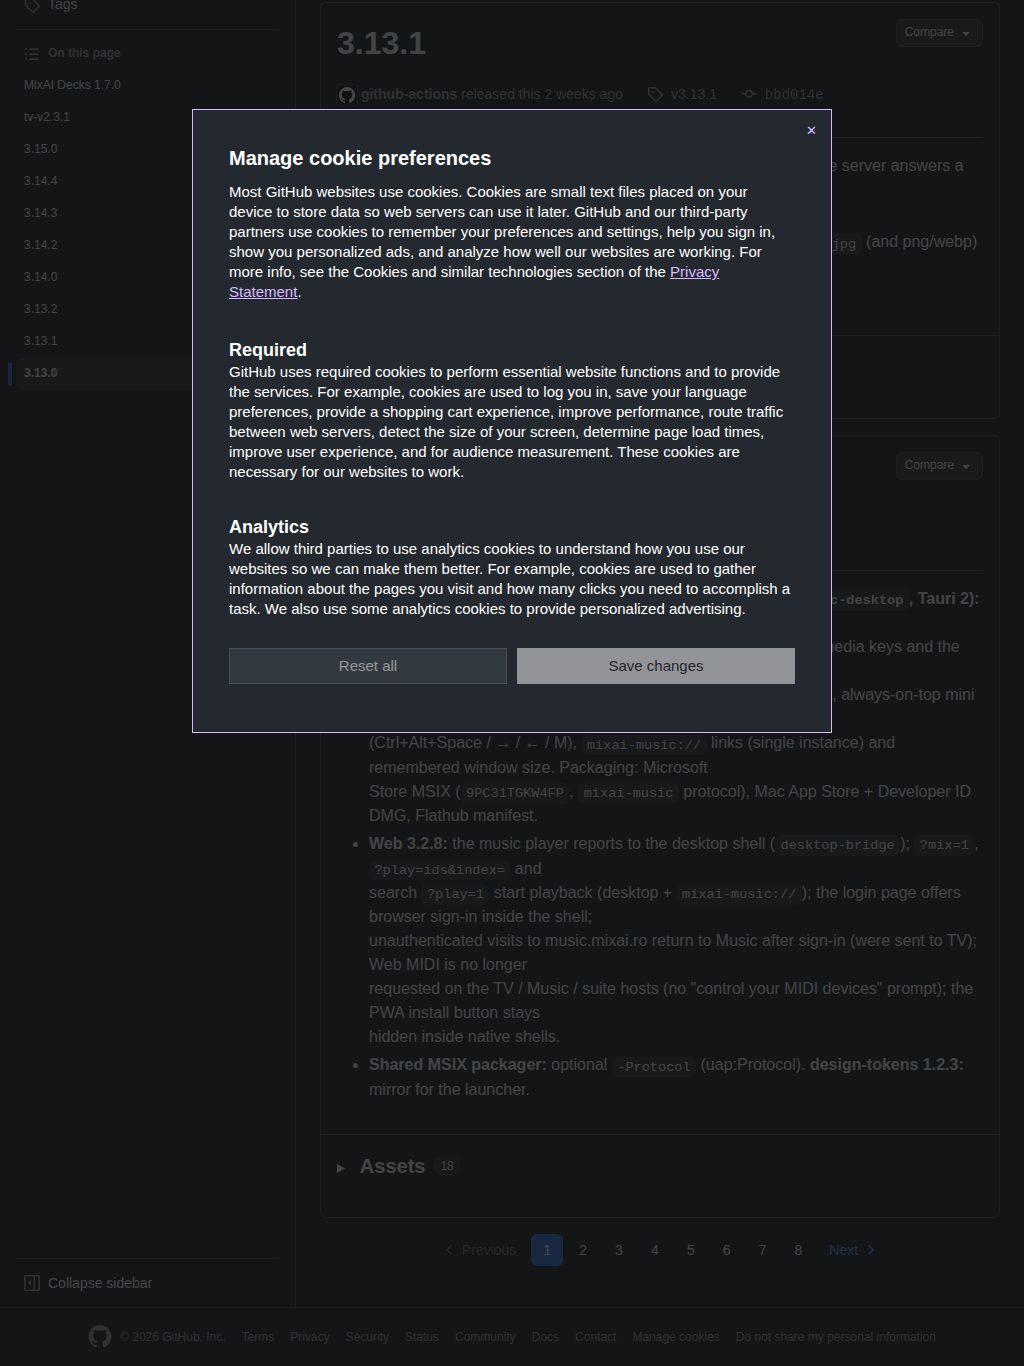 Tags
On this page
MixAI Decks 1.7.0
tv-v2.3.1
3.15.0
3.14.4
3.14.3
3.14.2
3.14.0
3.13.2
3.13.1
3.13.0
Collapse sidebar
3.13.1
Compare
github-actions released this 2 weeks ago v3.13.1 bbd014e
server answers a
jpg (and png/webp)
Manage cookie preferences
Most GitHub websites use cookies. Cookies are small text files placed on your
device to store data so web servers can use it later. GitHub and our third-party
partners use cookies to remember your preferences and settings, help you sign in,
show you personalized ads, and analyze how well our websites are working. For
more info, see the Cookies and similar technologies section of the Privacy
Statement.
Required
GitHub uses required cookies to perform essential website functions and to provide
the services. For example, cookies are used to log you in, save your language
preferences, provide a shopping cart experience, improve performance, route traffic
between web servers, detect the size of your screen, determine page load times,
improve user experience, and for audience measurement. These cookies are
necessary for our websites to work.
Analytics
We allow third parties to use analytics cookies to understand how you use our
websites so we can make them better. For example, cookies are used to gather
information about the pages you visit and how many clicks you need to accomplish a
task. We also use some analytics cookies to provide personalized advertising.
Reset all
Save changes
Compare
c-desktop, Tauri 2):
media keys and the
, always-on-top mini
(Ctrl+Alt+Space / → / ← / M), mixai-music:// links (single instance) and
remembered window size. Packaging: Microsoft
Store MSIX (9PC31TGKW4FP, mixai-music protocol), Mac App Store + Developer ID
DMG, Flathub manifest.
Web 3.2.8: the music player reports to the desktop shell (desktop-bridge); ?mix=1,
?play=ids&index= and
search ?play=1 start playback (desktop + mixai-music://); the login page offers
browser sign-in inside the shell;
unauthenticated visits to music.mixai.ro return to Music after sign-in (were sent to TV);
Web MIDI is no longer
requested on the TV / Music / suite hosts (no "control your MIDI devices" prompt); the
PWA install button stays
hidden inside native shells.
Shared MSIX packager: optional -Protocol (uap:Protocol). design-tokens 1.2.3:
mirror for the launcher.
Assets 18
Previous 1 2 3 4 5 6 7 8 Next
© 2026 GitHub, Inc. Terms Privacy Security Status Community Docs Contact Manage cookies Do not share my personal information